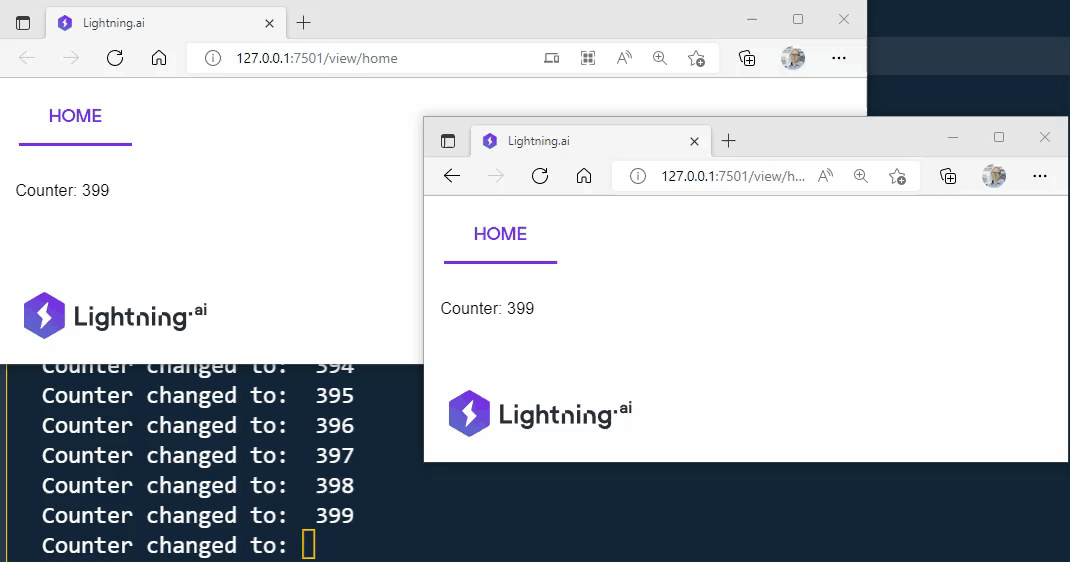 Lightning.ai
127.0.0.1:7501/view/home
HOME
Counter: 399
Lightning.ai
Lightning.ai
127.0.0.1:7501/view/h...
HOME
Counter: 399
Lightning.ai
Counter changed to: 394
Counter changed to: 395
Counter changed to: 396
Counter changed to: 397
Counter changed to: 398
Counter changed to: 399
Counter changed to: